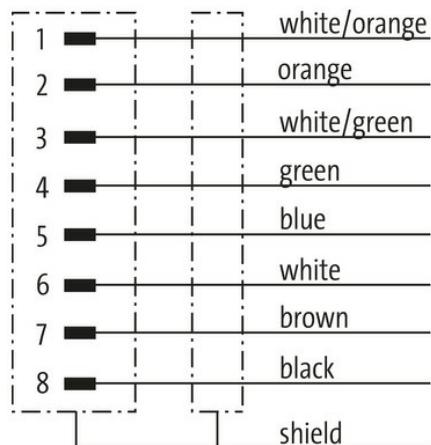 1 white/orange
2 orange
3 white/green
4 green
5 blue
6 white
7 brown
8 black
shield